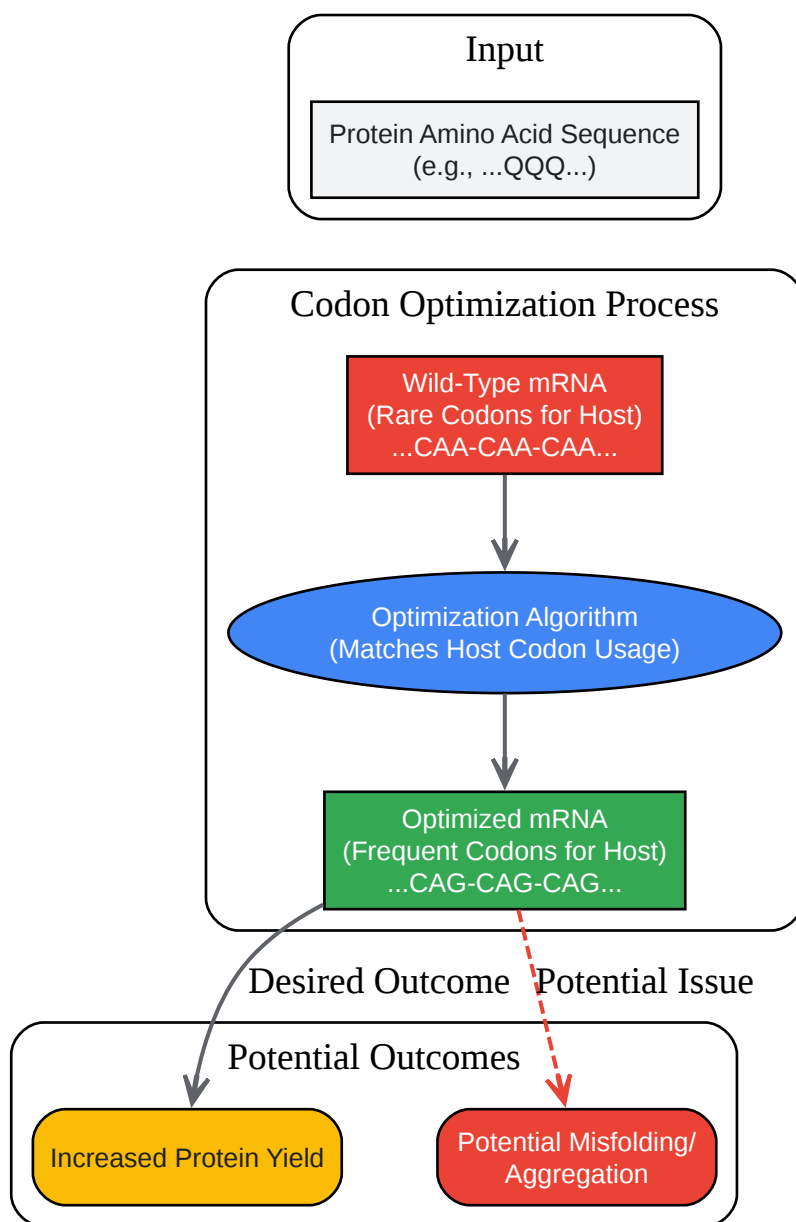 Input
Protein Amino Acid Sequence
(e.g., ...QQQ...)
Codon Optimization Process
Wild-Type mRNA
(Rare Codons for Host)
...CAA-CAA-CAA...
Optimization Algorithm
(Matches Host Codon Usage)
Optimized mRNA
(Frequent Codons for Host)
...CAG-CAG-CAG...
Desired Outcome
Potential Issue
Potential Outcomes
Increased Protein Yield
Potential Misfolding/
Aggregation